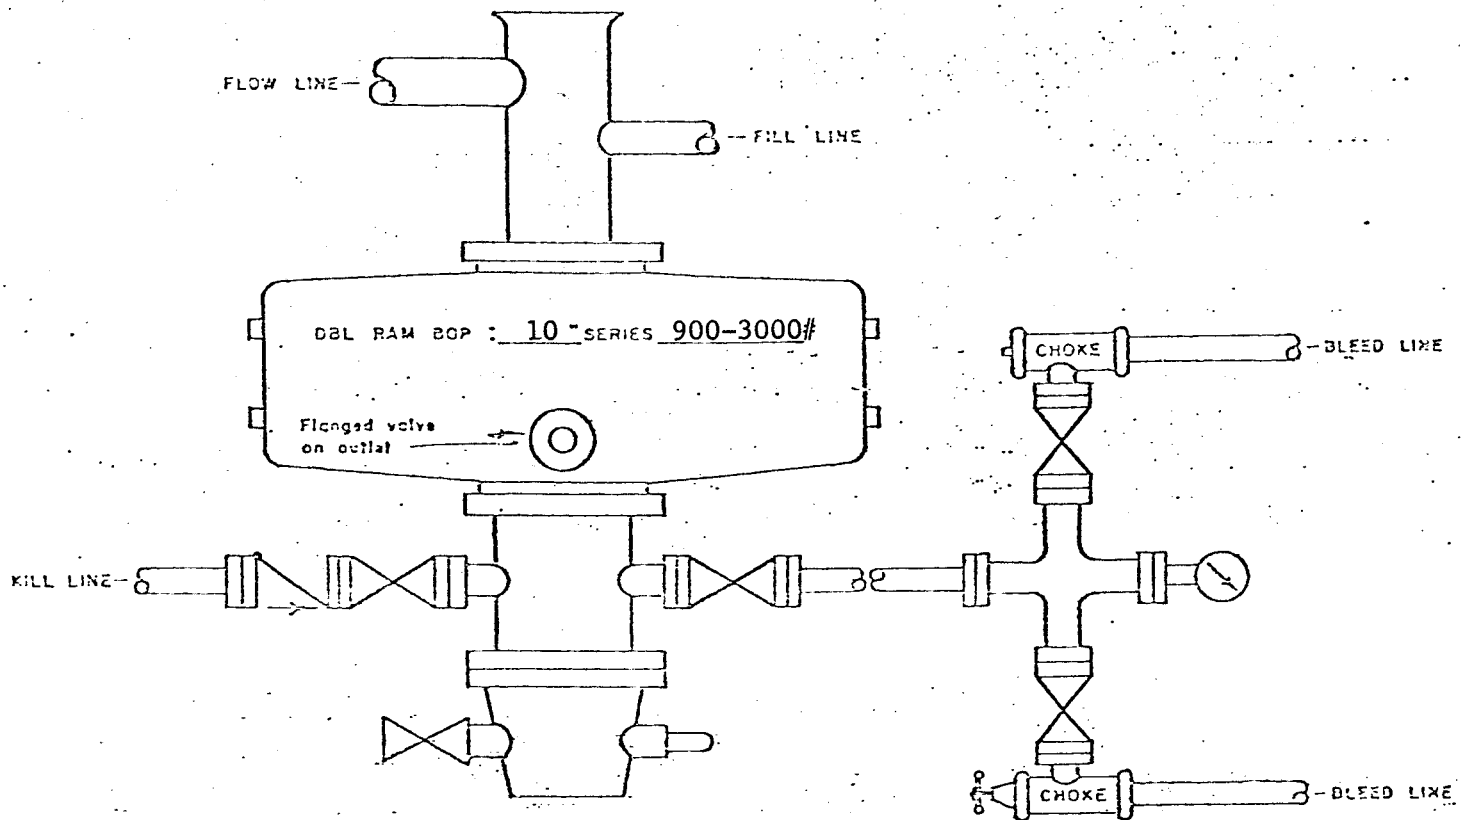 FLOW LINE
FILL LINE
DBL RAM BOP : 10 " SERIES 900-3000#
CHOKE
BLEED LINE
Flanged valve
on outlet
KILL LINE
CHOKE
BLEED LINE